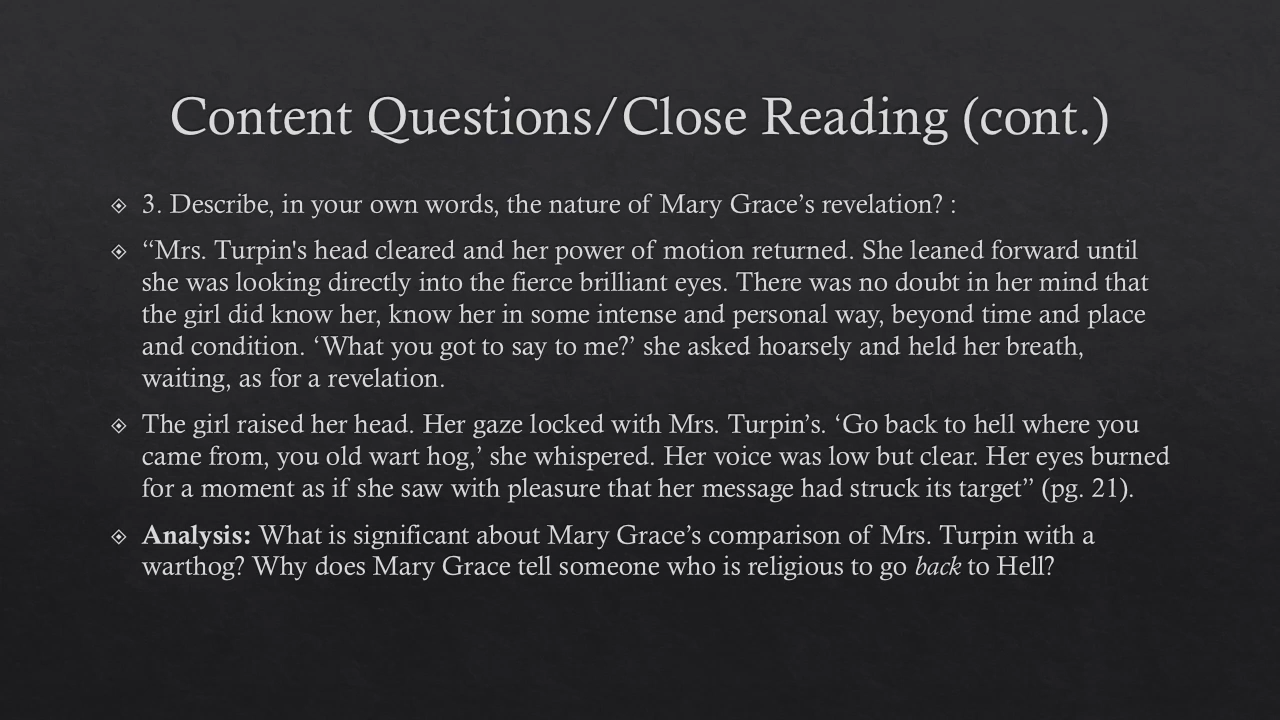 Content Questions/Close Reading (cont.)
3. Describe, in your own words, the nature of Mary Grace’s revelation? :
“Mrs. Turpin's head cleared and her power of motion returned. She leaned forward until
she was looking directly into the fierce brilliant eyes. There was no doubt in her mind that
the girl did know her, know her in some intense and personal way, beyond time and place
and condition. ‘What you got to say to me?’ she asked hoarsely and held her breath,
waiting, as for a revelation.
The girl raised her head. Her gaze locked with Mrs. Turpin’s. ‘Go back to hell where you
came from, you old wart hog,’ she whispered. Her voice was low but clear. Her eyes burned
for a moment as if she saw with pleasure that her message had struck its target” (pg. 21).
Analysis: What is significant about Mary Grace’s comparison of Mrs. Turpin with a
warthog? Why does Mary Grace tell someone who is religious to go back to Hell?